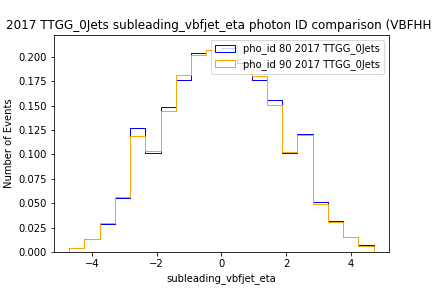 2017 TTGG_0Jets subleading_vbfjet_eta photon ID comparison (VBFHH
pho_id 80 2017 TTGG_0Jets
pho_id 90 2017 TTGG_0Jets
Number of Events
0.200
0.175
0.150
0.125
0.100
0.075
0.050
0.025
0.000
−4
−2
0
2
4
subleading_vbfjet_eta